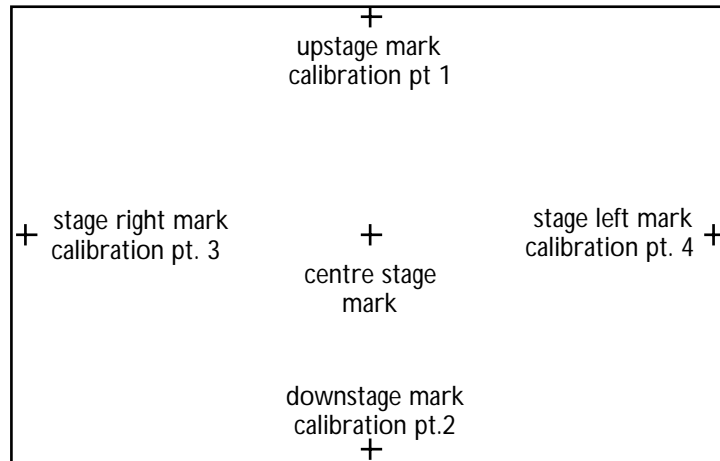 upstage mark
calibration pt 1
stage right mark
calibration pt. 3
centre stage
mark
stage left mark
calibration pt. 4
downstage mark
calibration pt.2